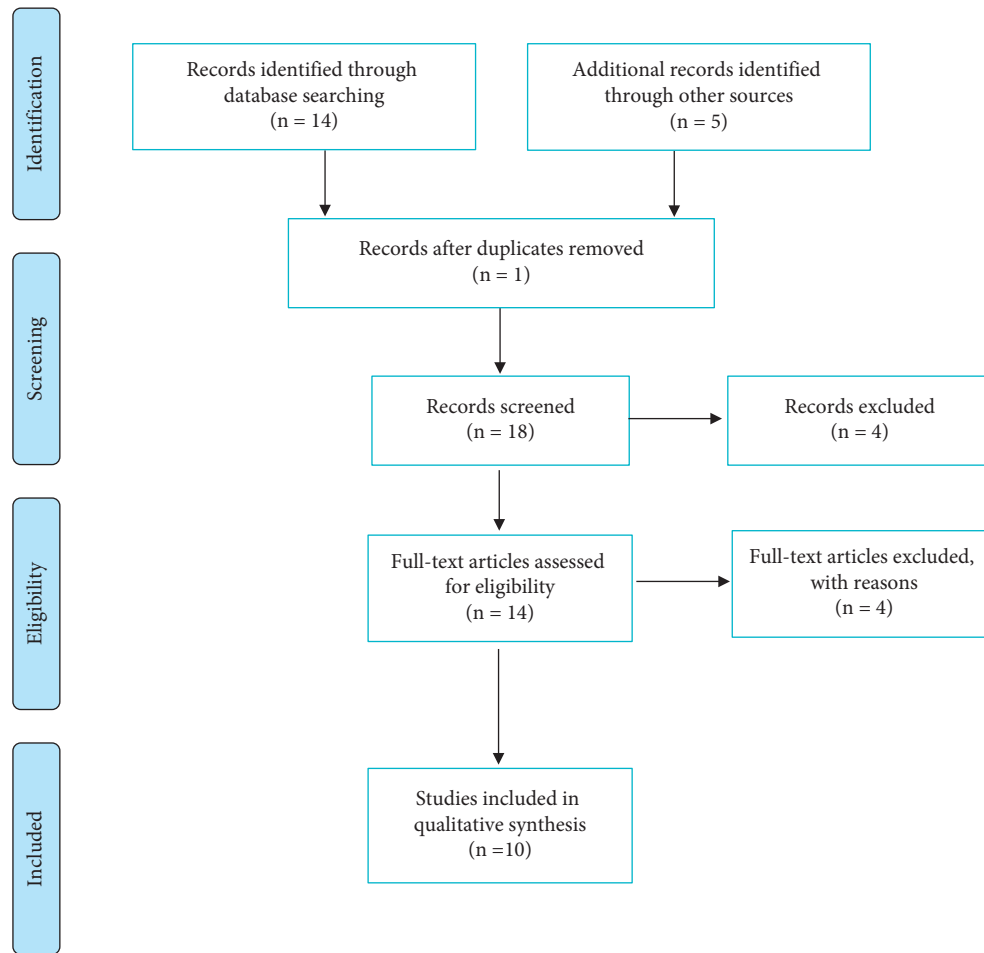 Identification
Records identified through
database searching
(n = 14)
Additional records identified
through other sources
(n = 5)
Records after duplicates removed
(n = 1)
Screening
Records screened
(n = 18)
Records excluded
(n = 4)
Eligibility
Full-text articles assessed
for eligibility
(n = 14)
Full-text articles excluded,
with reasons
(n = 4)
Included
Studies included in
qualitative synthesis
(n =10)